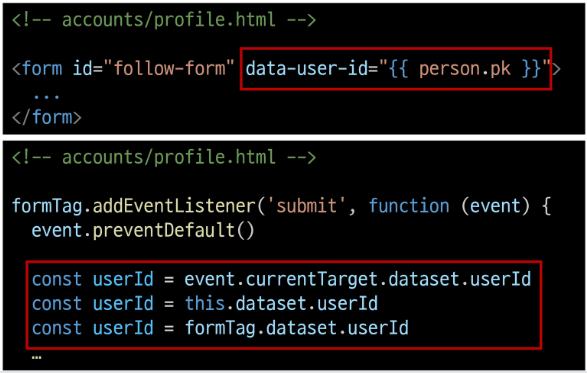 <!-- accounts/profile.html -->
<form id="follow-form" data-user-id="{{ person.pk }}">
...
</form>
<!-- accounts/profile.html -->
formTag.addEventListener('submit', function (event) {
event.preventDefault()
const userId = event.currentTarget.dataset.userId
const userId = this.dataset.userId
const userId = formTag.dataset.userId
…